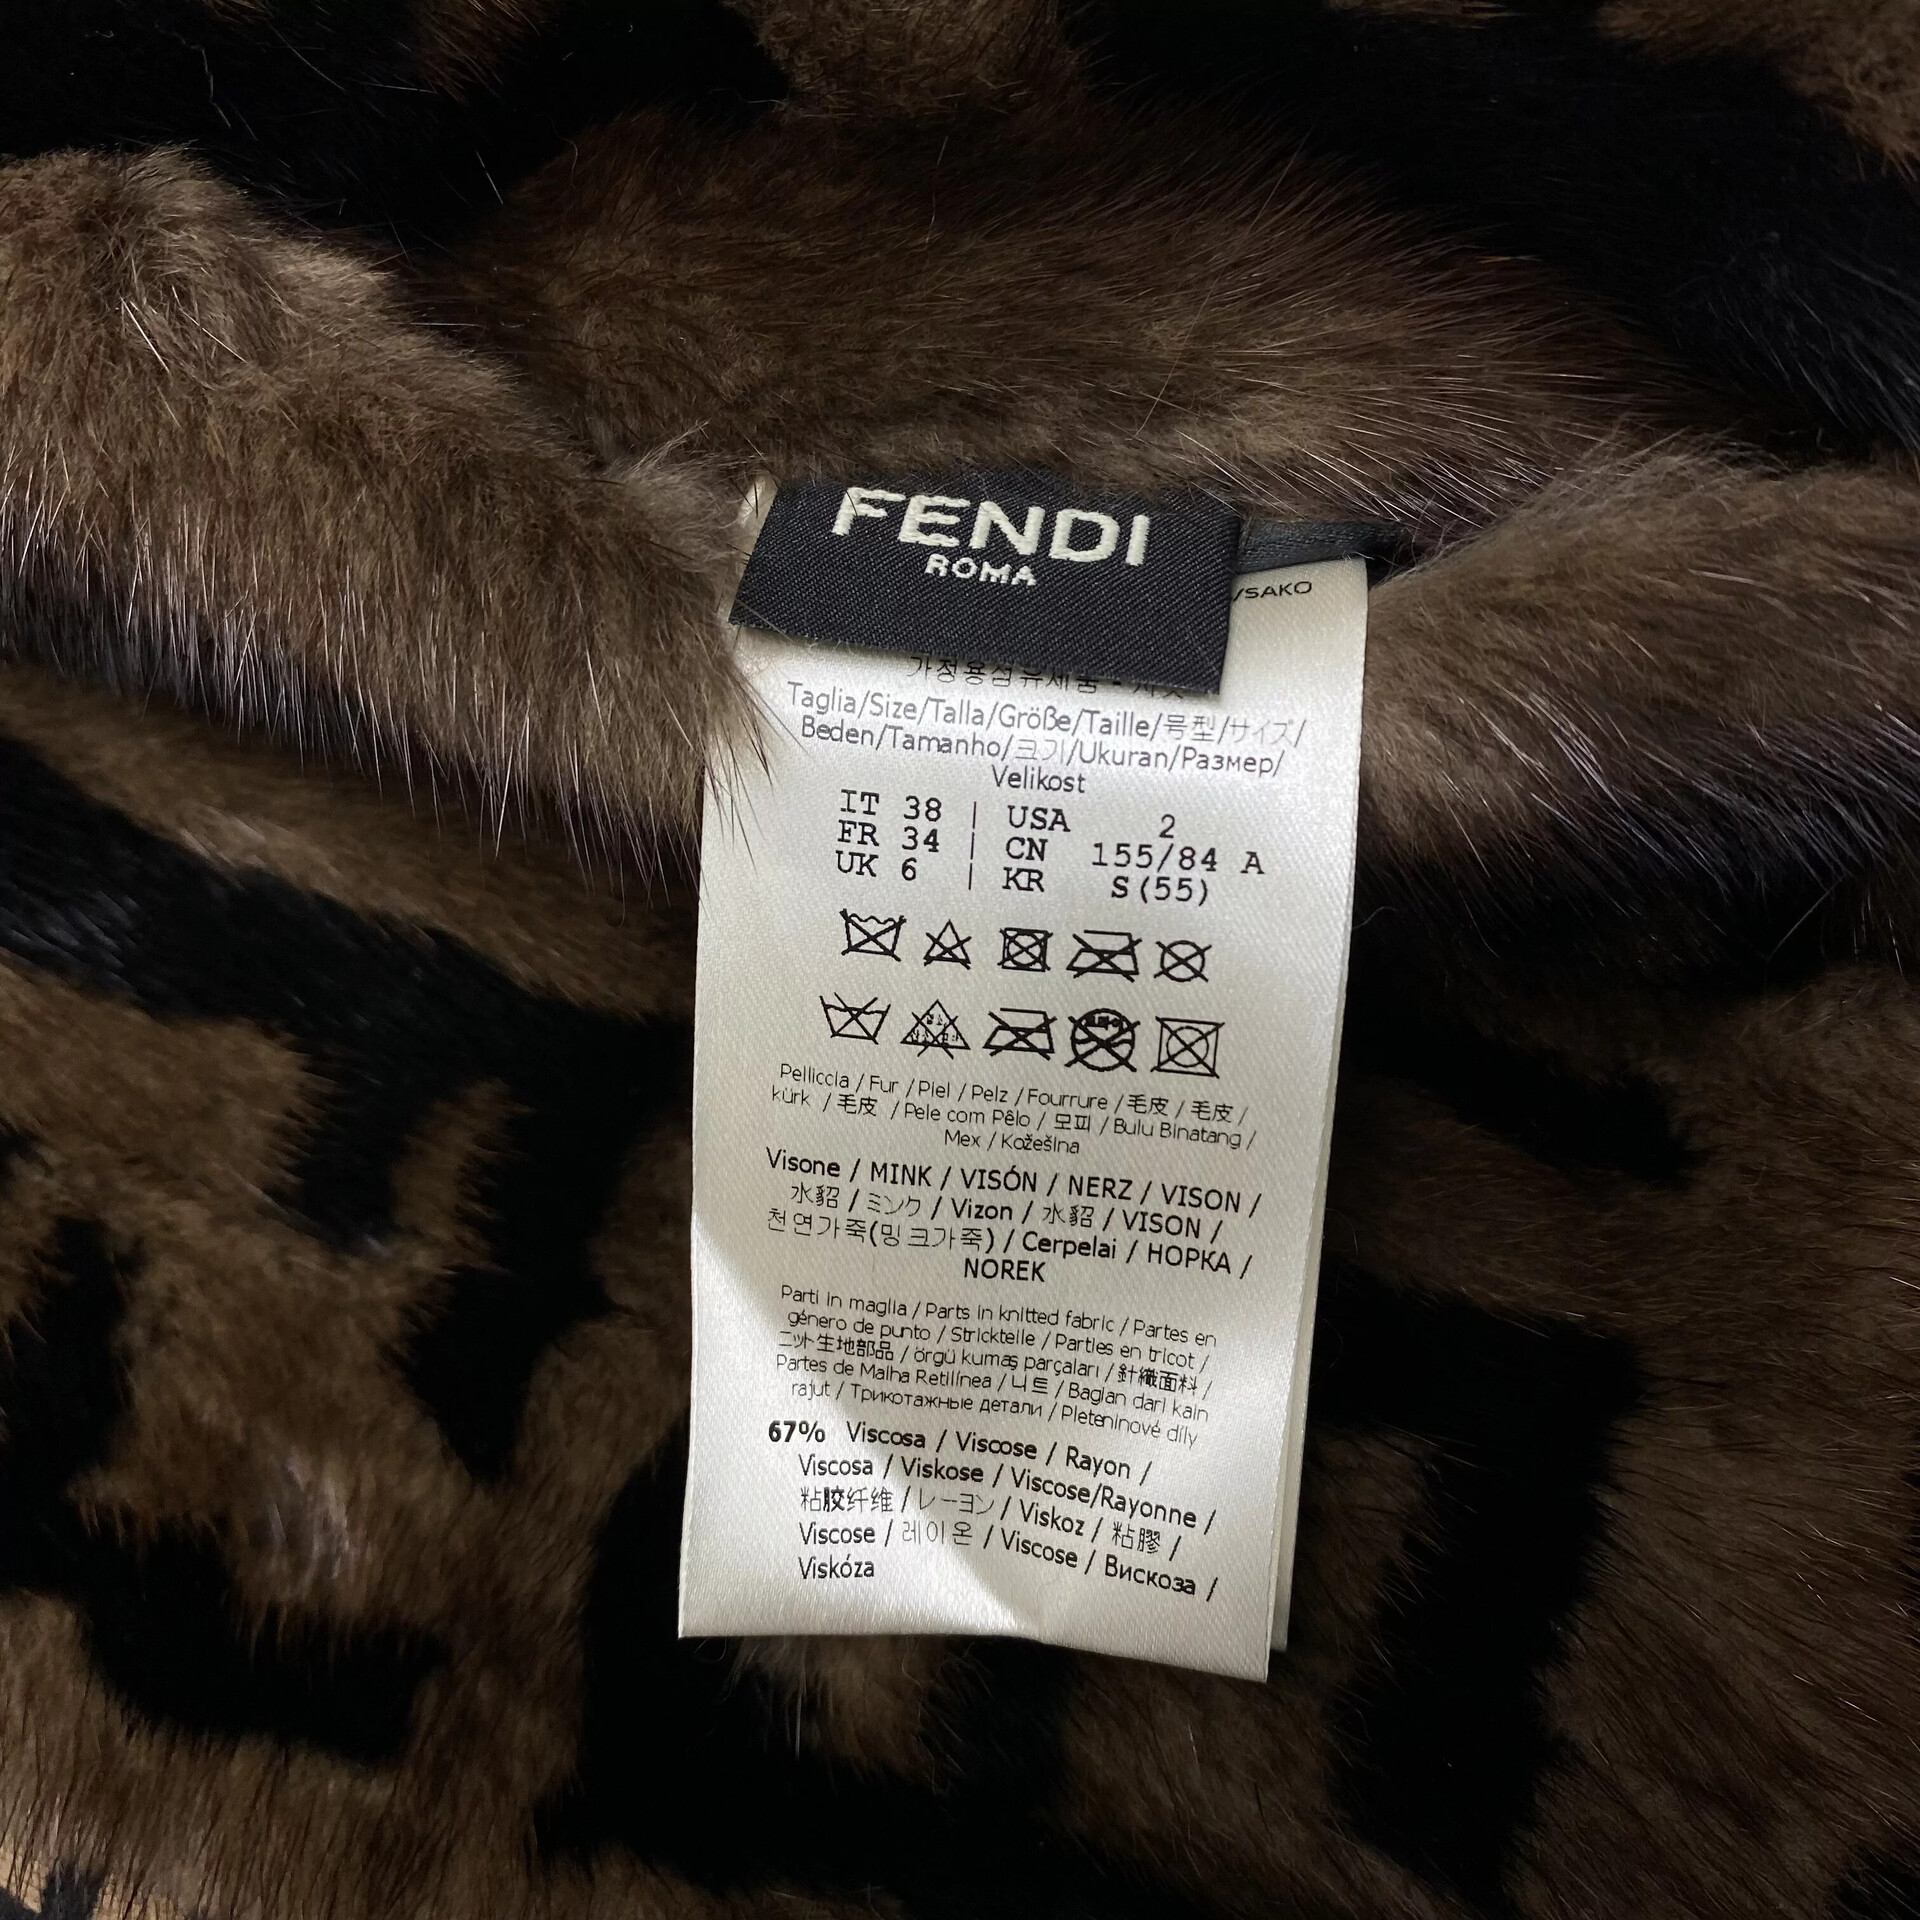 FENDI
ROMA
/SAKO
Taglia/Size/Talla/Größe/Taille/号型/サイズ/
Beden/Tamanho/크기/Ukuran/Размер/
Velikost
IT 38 | USA 2
FR 34 | CN 155/84 A
UK 6 | KR S(55)
Pelliccia / Fur / Piel / Pelz / Fourrure / 毛皮 / 毛皮 /
kürk / 毛皮 / Pele com Pêlo / 모피 / Bulu Binatang /
Mex / Kožešina
Visone / MINK / VISÓN / NERZ / VISON /
水貂 / ミンク / Vizon / 水貂 / VISON /
천연가죽(밍크가죽) / Cerpelai / НОРКА /
NOREK
Parti in maglia / Parts in knitted fabric / Partes en
género de punto / Strickteile / Parties en tricot /
ニット生地部品 / örgü kumaş parçaları / 針織面料 /
Partes de Malha Retilínea / 니트 / Bagian dari kain
rajut / Трикотажные детали / Pleteninové díly
67% Viscosa / Viscose / Rayon /
Viscosa / Viskose / Viscose/Rayonne /
粘胶纤维 / レーヨン / Viskoz / 粘膠 /
Viscose / 레이온 / Viscose / Вискоза /
Viskóza